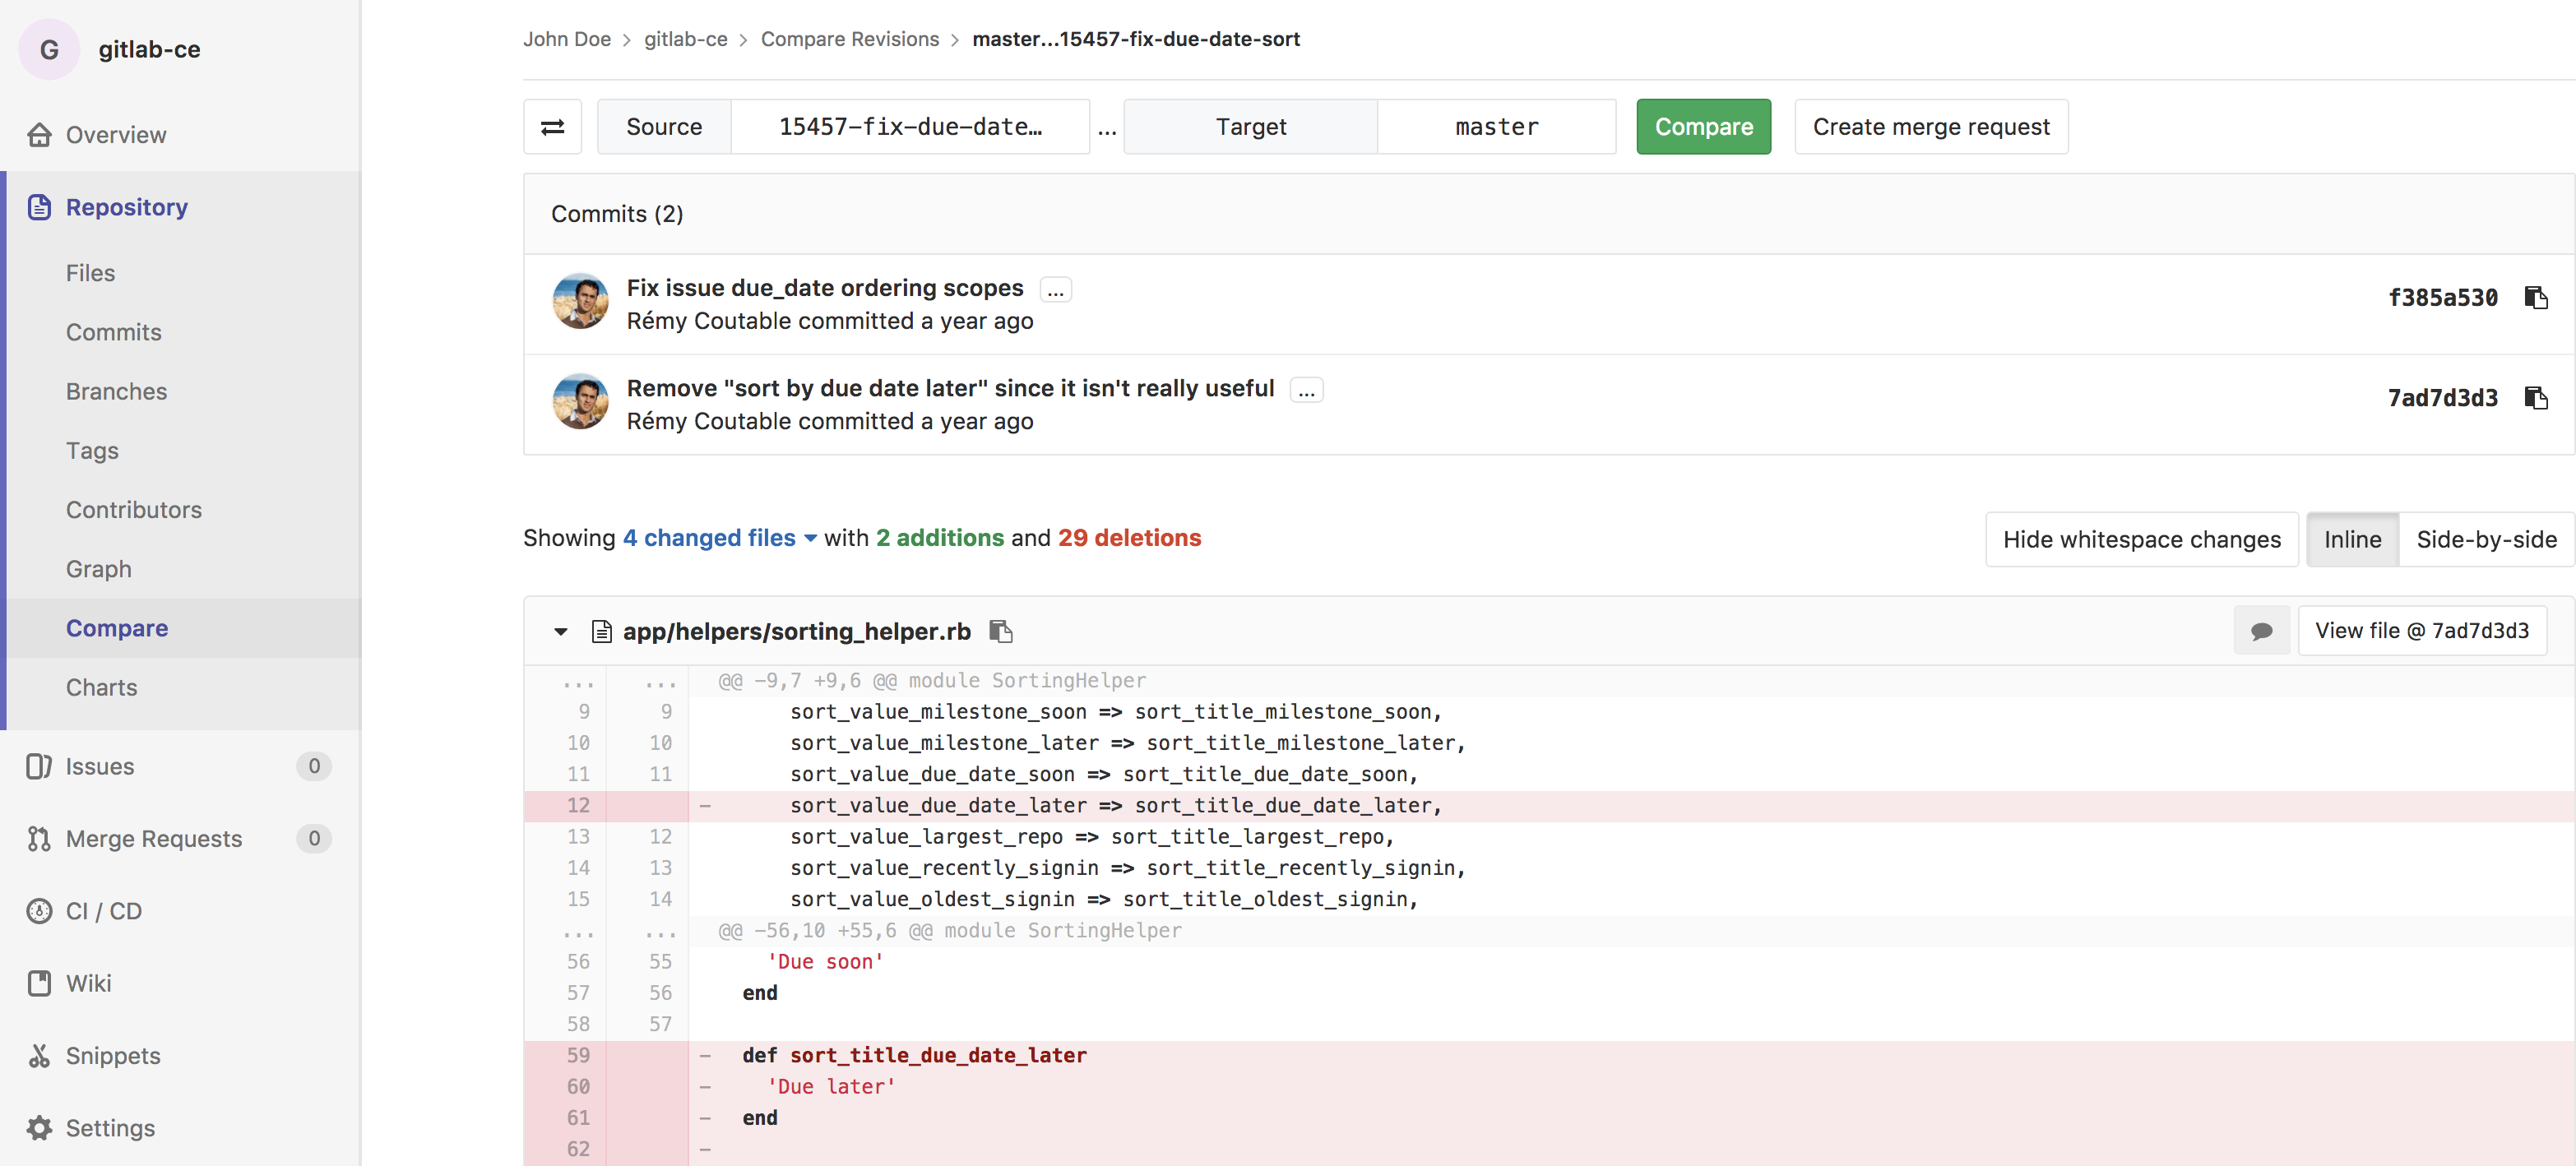 G gitlab-ce
Overview
Repository
Files
Commits
Branches
Tags
Contributors
Graph
Compare
Charts
Issues 0
Merge Requests 0
CI / CD
Wiki
Snippets
Settings
John Doe > gitlab-ce > Compare Revisions > master...15457-fix-due-date-sort
Source 15457-fix-due-date… ... Target master Compare Create merge request
Commits (2)
Fix issue due_date ordering scopes ...
Rémy Coutable committed a year ago
f385a530
Remove "sort by due date later" since it isn't really useful ...
Rémy Coutable committed a year ago
7ad7d3d3
Showing 4 changed files with 2 additions and 29 deletions
Hide whitespace changes Inline Side-by-side
app/helpers/sorting_helper.rb View file @ 7ad7d3d3
... ... @@ -9,7 +9,6 @@ module SortingHelper
9 9 sort_value_milestone_soon => sort_title_milestone_soon,
10 10 sort_value_milestone_later => sort_title_milestone_later,
11 11 sort_value_due_date_soon => sort_title_due_date_soon,
12 - sort_value_due_date_later => sort_title_due_date_later,
13 12 sort_value_largest_repo => sort_title_largest_repo,
14 13 sort_value_recently_signin => sort_title_recently_signin,
15 14 sort_value_oldest_signin => sort_title_oldest_signin,
... ... @@ -56,10 +55,6 @@ module SortingHelper
56 55 'Due soon'
57 56 end
58 57
59 - def sort_title_due_date_later
60 - 'Due later'
61 - end
62 -